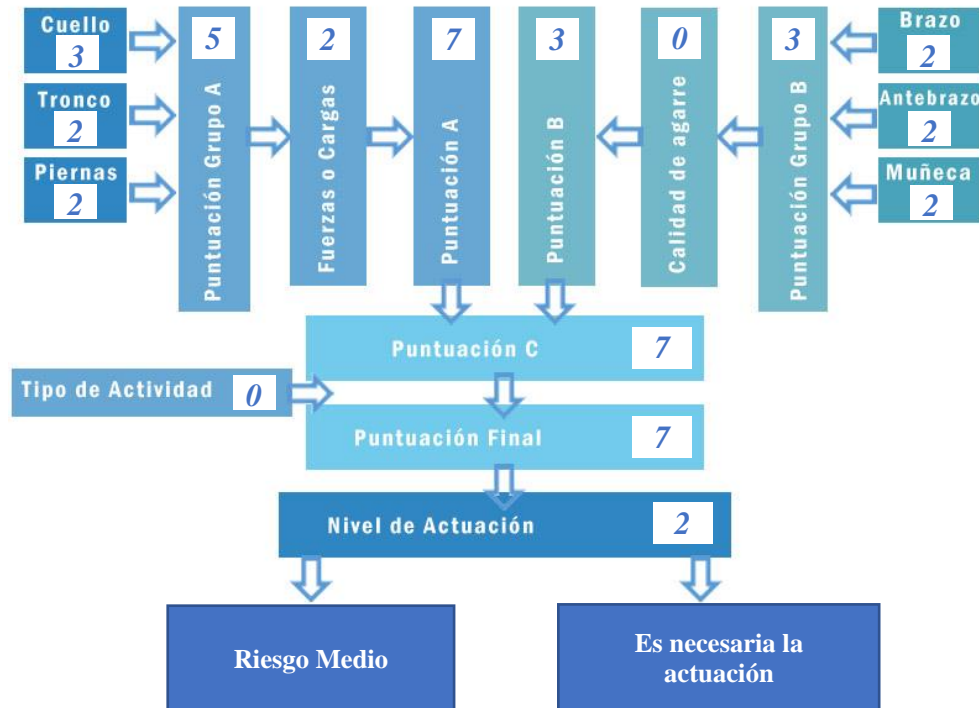 Cuello
3
Tronco
2
Piernas
2
5
Puntuación Grupo A
2
Fuerzas o Cargas
7
Puntuación A
3
Puntuación B
0
Calidad de agarre
3
Puntuación Grupo B
Brazo
2
Antebrazo
2
Muñeca
2
Puntuación C 7
Tipo de Actividad 0
Puntuación Final 7
Nivel de Actuación 2
Riesgo Medio
Es necesaria la
actuación